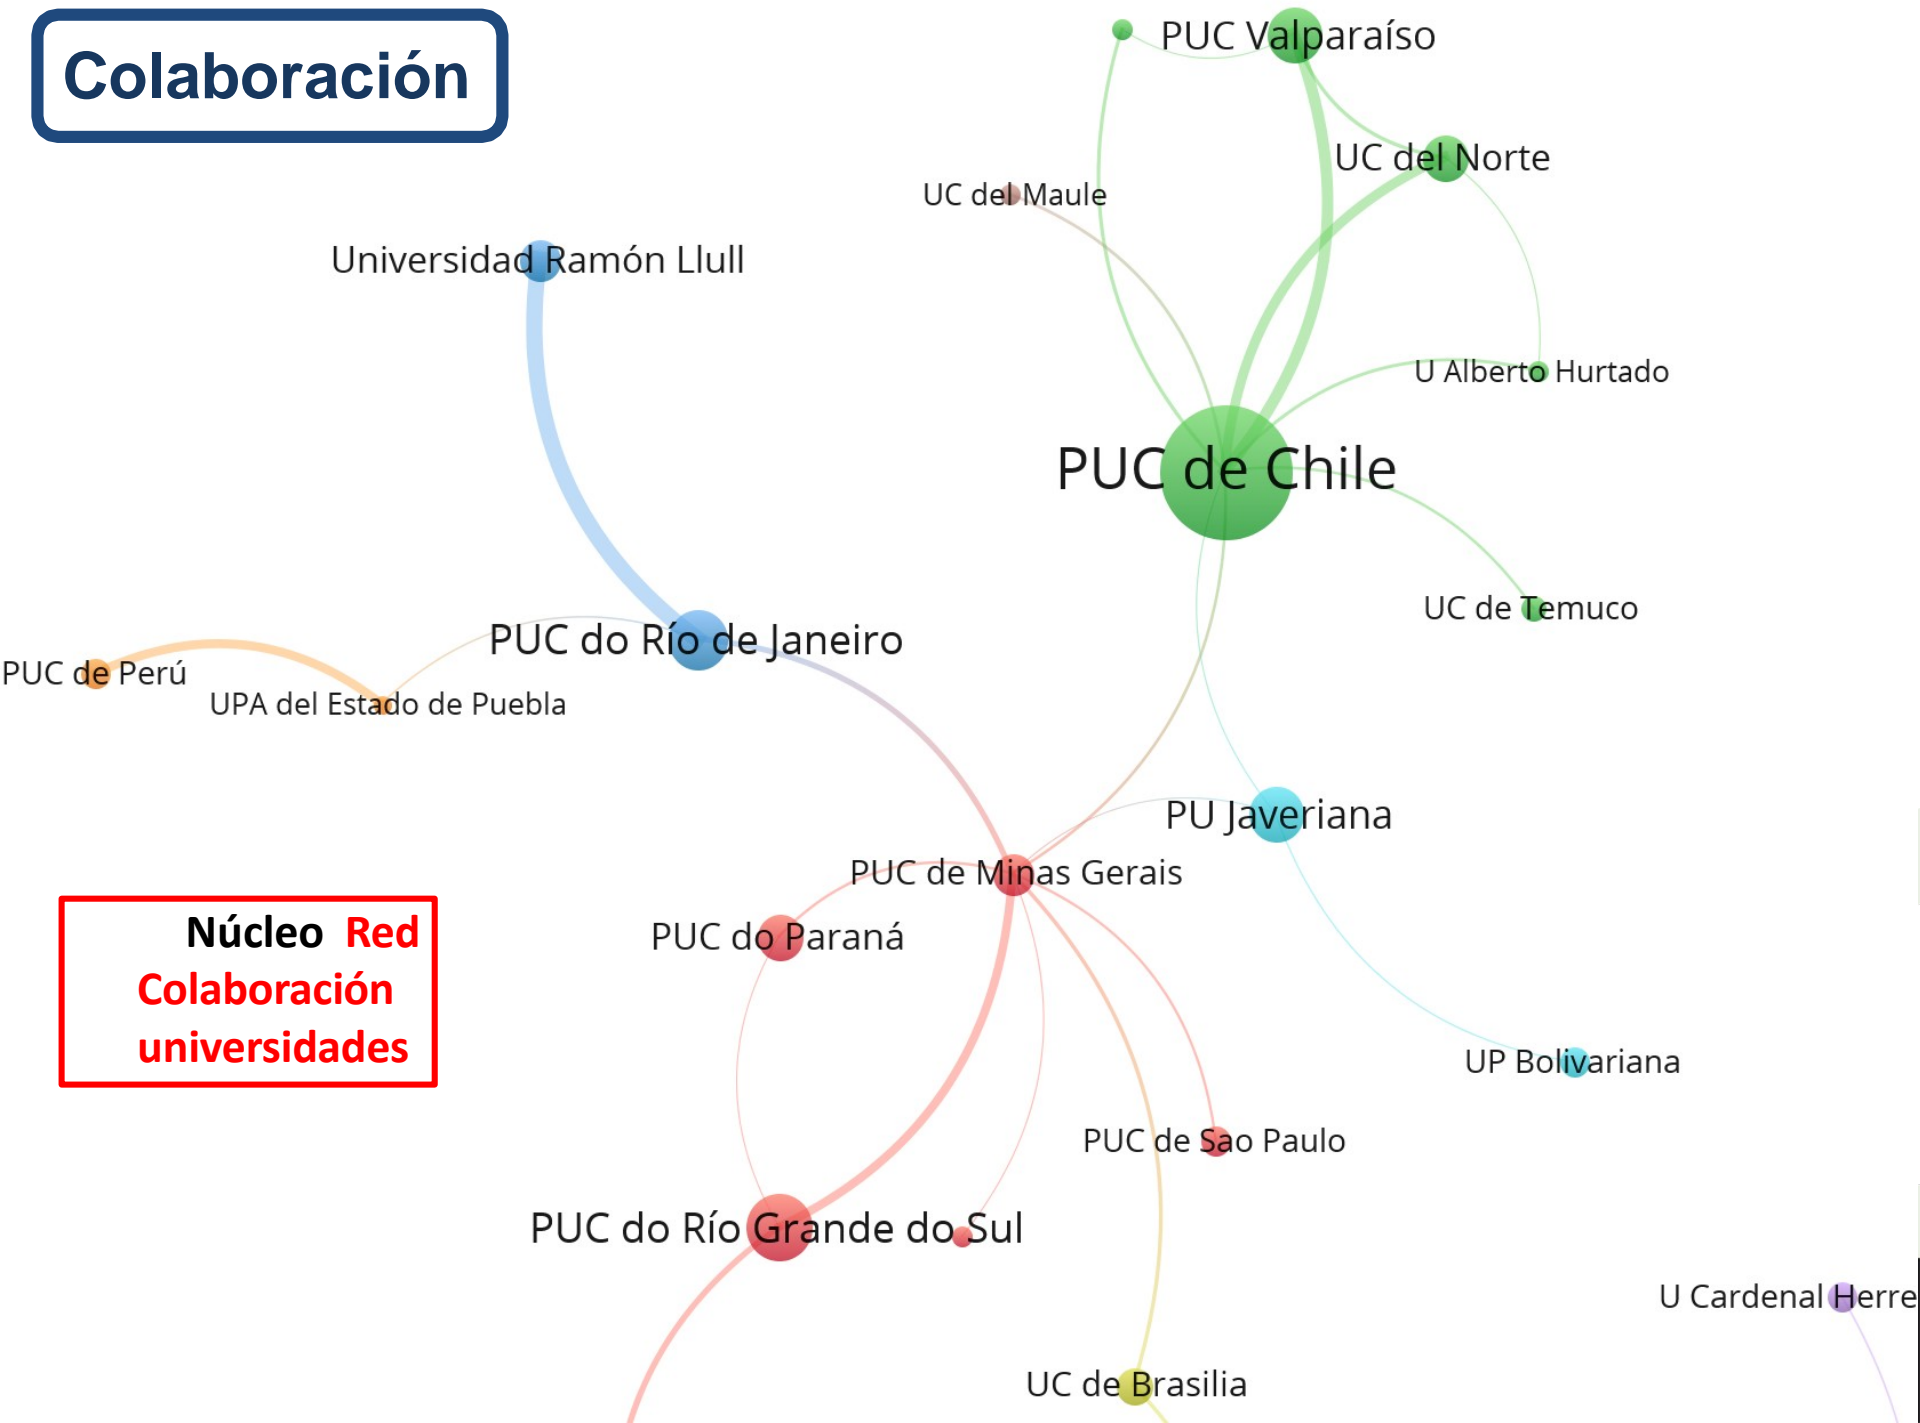 Colaboración
PUC Valparaíso
UC del Norte
UC del Maule
Universidad Ramón Llull
U Alberto Hurtado
PUC de Chile
UC de Temuco
PUC do Río de Janeiro
PUC de Perú
UPA del Estado de Puebla
PU Javeriana
PUC de Minas Gerais
Núcleo Red
Colaboración
universidades
PUC do Paraná
UP Bolivariana
PUC de Sao Paulo
PUC do Río Grande do Sul
U Cardenal Herre
UC de Brasilia